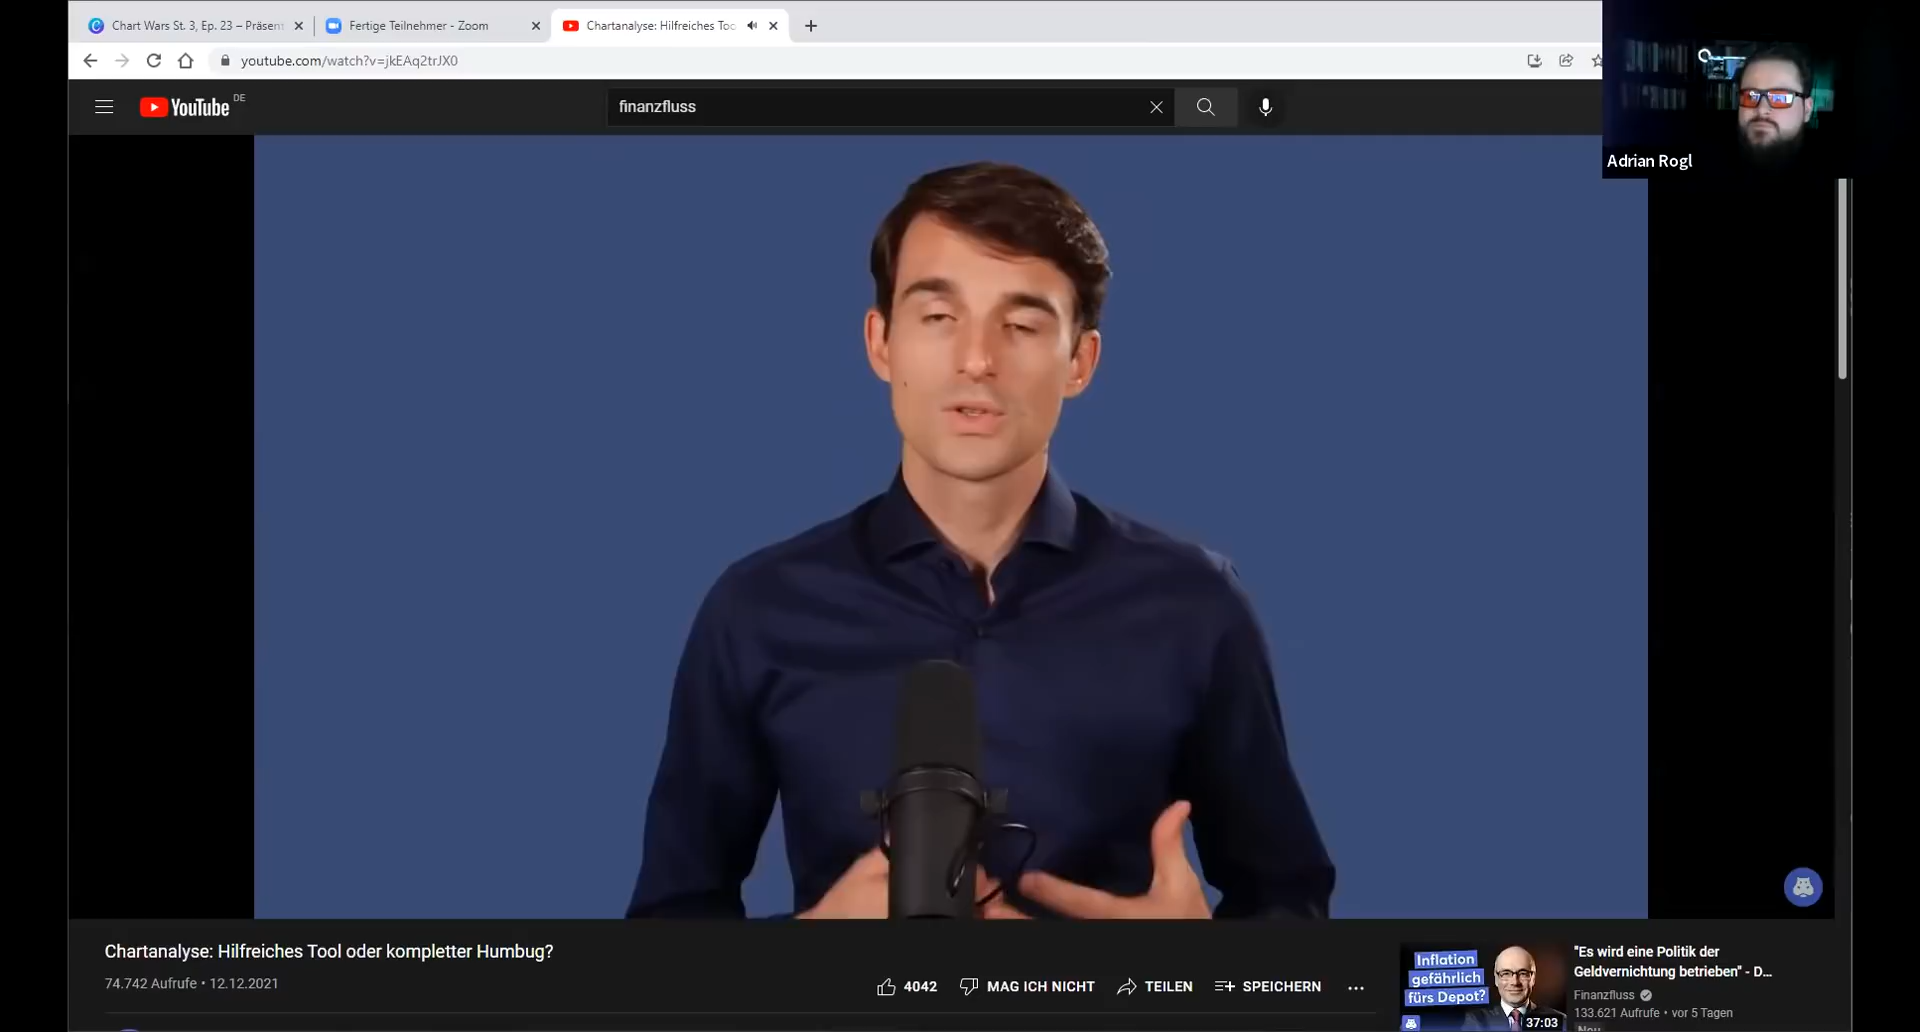 Chart Wars St. 3, Ep. 23 – Präsent
Fertige Teilnehmer - Zoom
Chartanalyse: Hilfreiches Too
youtube.com/watch?v=jkEAq2trJX0
YouTube DE
finanzfluss
Adrian Rogl
Chartanalyse: Hilfreiches Tool oder kompletter Humbug?
74.742 Aufrufe • 12.12.2021
4042
MAG ICH NICHT
TEILEN
SPEICHERN
Inflation
gefährlich
fürs Depot?
37:03
"Es wird eine Politik der
Geldvernichtung betrieben" - D...
Finanzfluss
133.621 Aufrufe • vor 5 Tagen
Neu